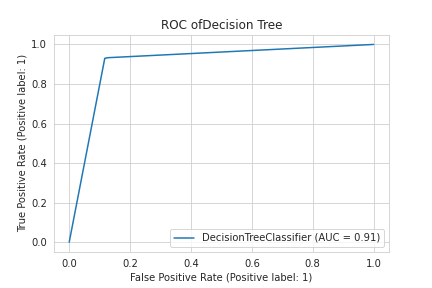 ROC ofDecision Tree
True Positive Rate (Positive label: 1)
1.0
0.8
0.6
0.4
0.2
0.0
DecisionTreeClassifier (AUC = 0.91)
0.0 0.2 0.4 0.6 0.8 1.0
False Positive Rate (Positive label: 1)